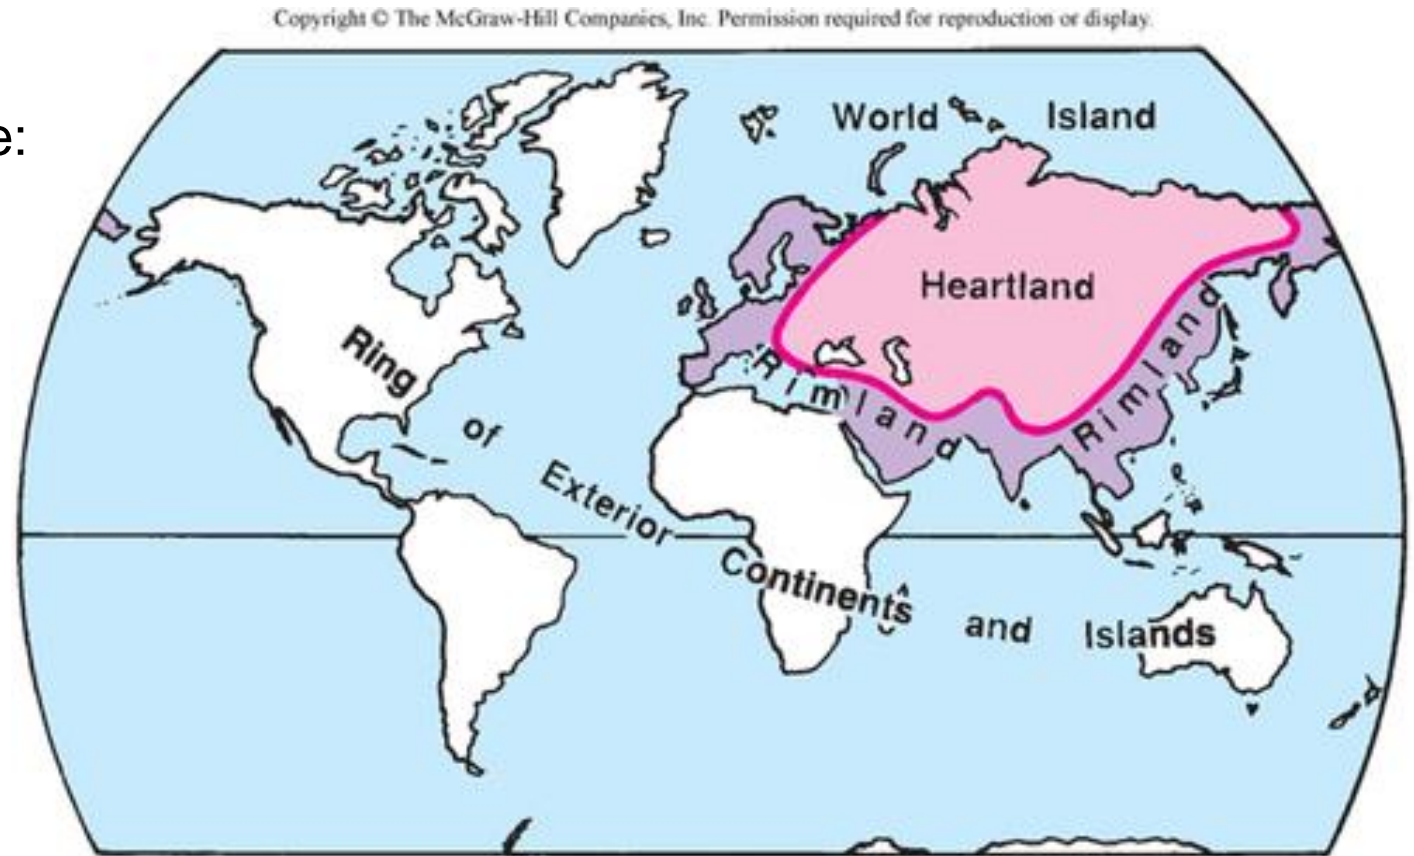 Copyright © The McGraw-Hill Companies, Inc. Permission required for reproduction or display.
e:
World Island
Heartland
Rimland
Rimland
Ring
of
Exterior
Continents
and Islands